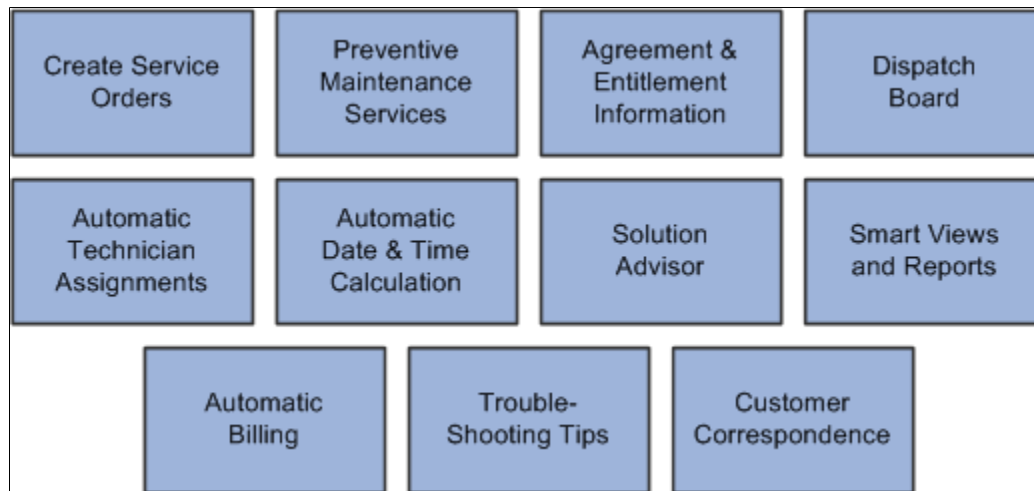 Create Service
Orders
Preventive
Maintenance
Services
Agreement &
Entitlement
Information
Dispatch
Board
Automatic
Technician
Assignments
Automatic
Date & Time
Calculation
Solution
Advisor
Smart Views
and Reports
Automatic
Billing
Trouble-
Shooting Tips
Customer
Correspondence